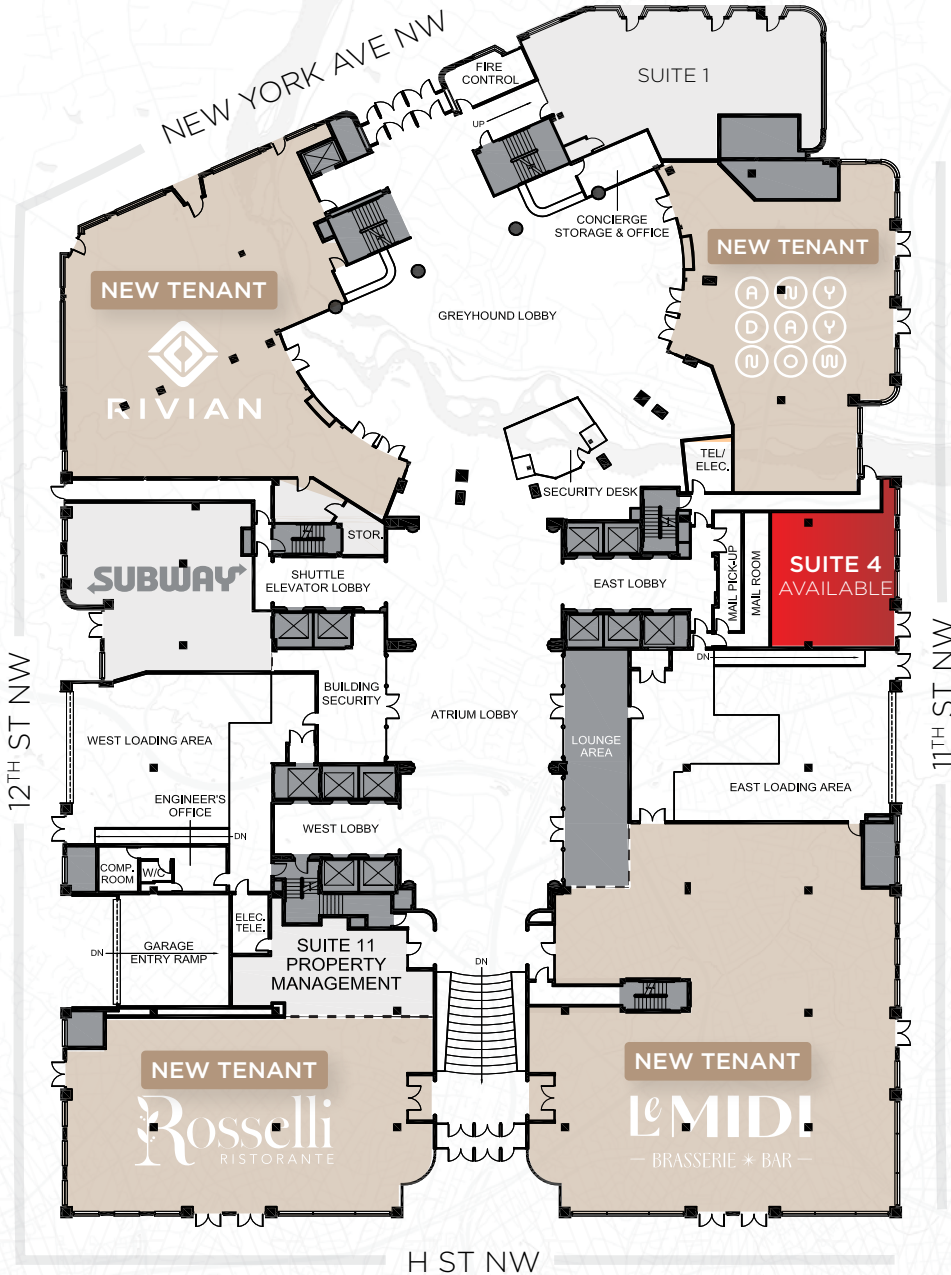 NEW YORK AVE NW
FIRE
CONTROL
SUITE 1
UP
CONCIERGE
STORAGE & OFFICE
NEW TENANT
A N Y
D A Y
N O W
NEW TENANT
RIVIAN
GREYHOUND LOBBY
TEL/
ELEC.
SECURITY DESK
STOR.
SUBWAY
SHUTTLE
ELEVATOR LOBBY
EAST LOBBY
MAIL PICK-UP
MAIL ROOM
SUITE 4
AVAILABLE
DN
12TH ST NW
11TH ST NW
BUILDING
SECURITY
ATRIUM LOBBY
LOUNGE
AREA
WEST LOADING AREA
EAST LOADING AREA
ENGINEER'S
OFFICE
DN
WEST LOBBY
COMP.
ROOM
W/C
ELEC.
TELE.
DN
GARAGE
ENTRY RAMP
SUITE 11
PROPERTY
MANAGEMENT
DN
NEW TENANT
Rosselli
RISTORANTE
NEW TENANT
Le MIDI
BRASSERIE * BAR
H ST NW